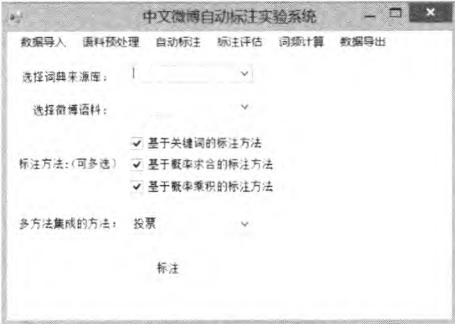 中文微博自动标注实验系统
数据导入 语料预处理 自动标注 标注评估 词频计算 数据导出
选择词典来源库：
选择微博语料：
基于关键词的标注方法
标注方法:(可多选) 基于概率求合的标注方法
基于概率乘积的标注方法
多方法集成的方法： 投票
标注